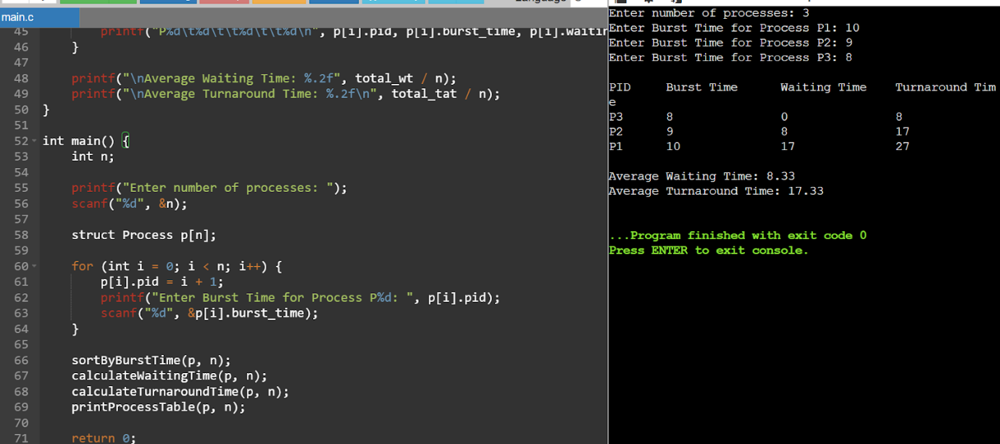 main.c
45 printf("P%d\t%d\t\t%d\t\t%d\n", p[i].pid, p[i].burst_time, p[i].waitin
46 }
47
48 printf("\nAverage Waiting Time: %.2f", total_wt / n);
49 printf("\nAverage Turnaround Time: %.2f\n", total_tat / n);
50 }
51
52 int main() {
53 int n;
54
55 printf("Enter number of processes: ");
56 scanf("%d", &n);
57
58 struct Process p[n];
59
60 for (int i = 0; i < n; i++) {
61 p[i].pid = i + 1;
62 printf("Enter Burst Time for Process P%d: ", p[i].pid);
63 scanf("%d", &p[i].burst_time);
64 }
65
66 sortByBurstTime(p, n);
67 calculateWaitingTime(p, n);
68 calculateTurnaroundTime(p, n);
69 printProcessTable(p, n);
70
71 return 0;
Enter number of processes: 3
Enter Burst Time for Process P1: 10
Enter Burst Time for Process P2: 9
Enter Burst Time for Process P3: 8
PID Burst Time Waiting Time Turnaround Tim
e
P3 8 0 8
P2 9 8 17
P1 10 17 27
Average Waiting Time: 8.33
Average Turnaround Time: 17.33
...Program finished with exit code 0
Press ENTER to exit console.